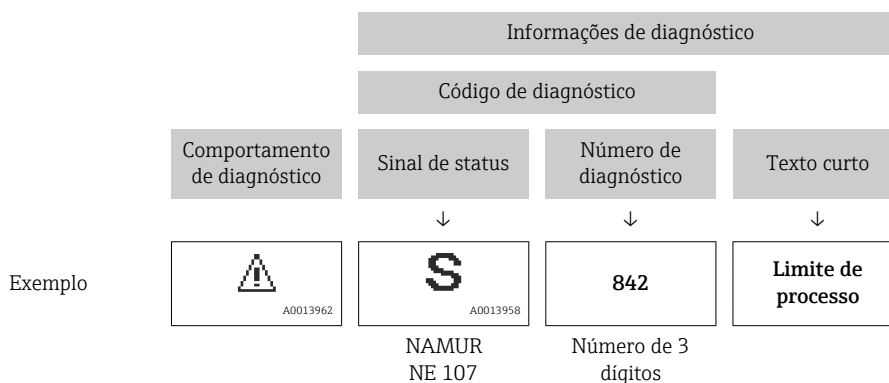 Informações de diagnóstico
Código de diagnóstico
Comportamento
de diagnóstico
Sinal de status
Número de
diagnóstico
Texto curto
↓ ↓ ↓
Exemplo
A0013962
S
A0013958
842
Limite de
processo
NAMUR
NE 107
Número de 3
dígitos